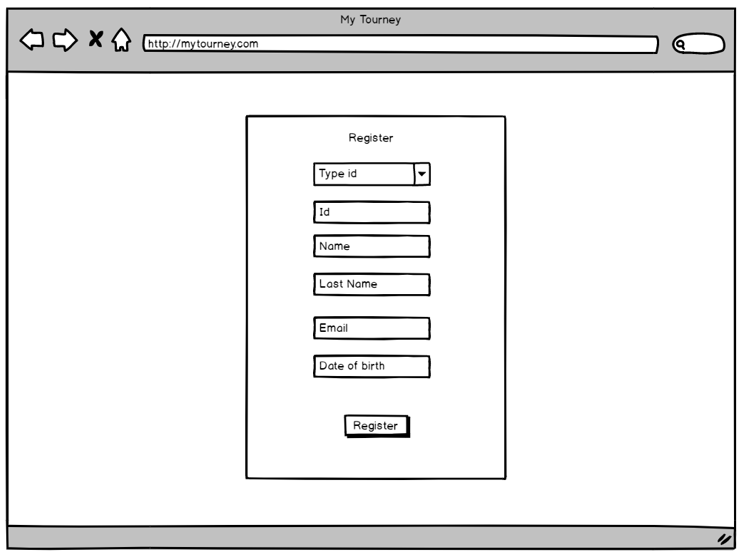 My Tourney
http://mytourney.com
Register
Type id
Id
Name
Last Name
Email
Date of birth
Register